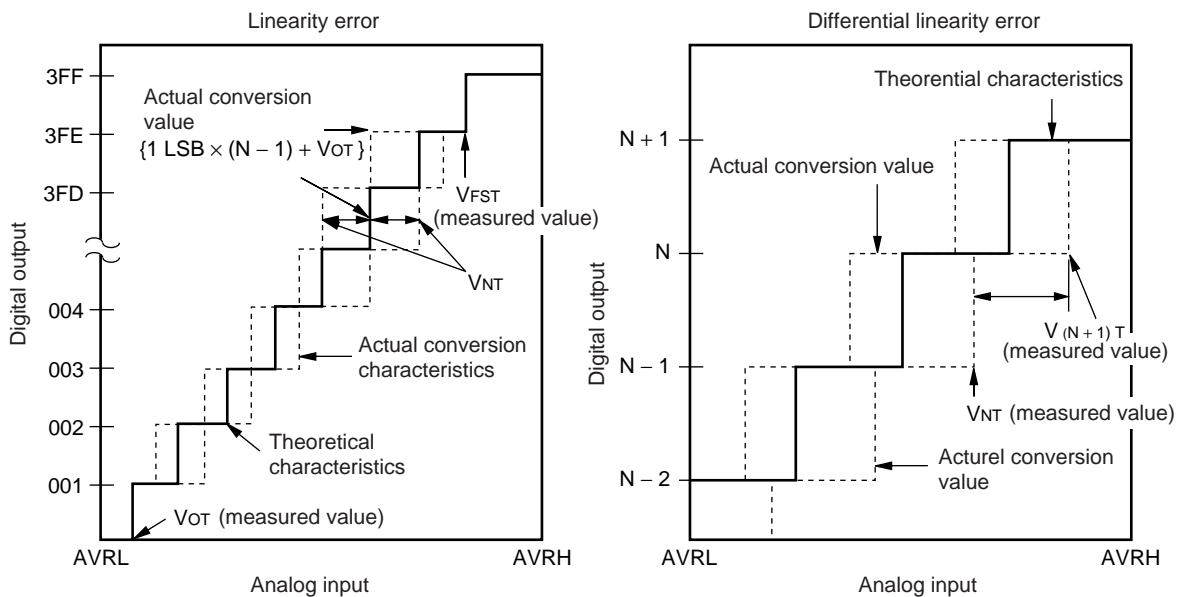 Linearity error
3FF
3FE
3FD
004
003
002
001
Digital output
Actual conversion
value
{1 LSB × (N − 1) + VOT}
VFST
(measured value)
VNT
Actual conversion
characteristics
Theoretical
characteristics
VOT (measured value)
AVRL
AVRH
Analog input
Differential linearity error
N + 1
N
N − 1
N − 2
Digital output
Theorential characteristics
Actual conversion value
V (N + 1) T
(measured value)
VNT (measured value)
Acturel conversion
value
AVRL
AVRH
Analog input